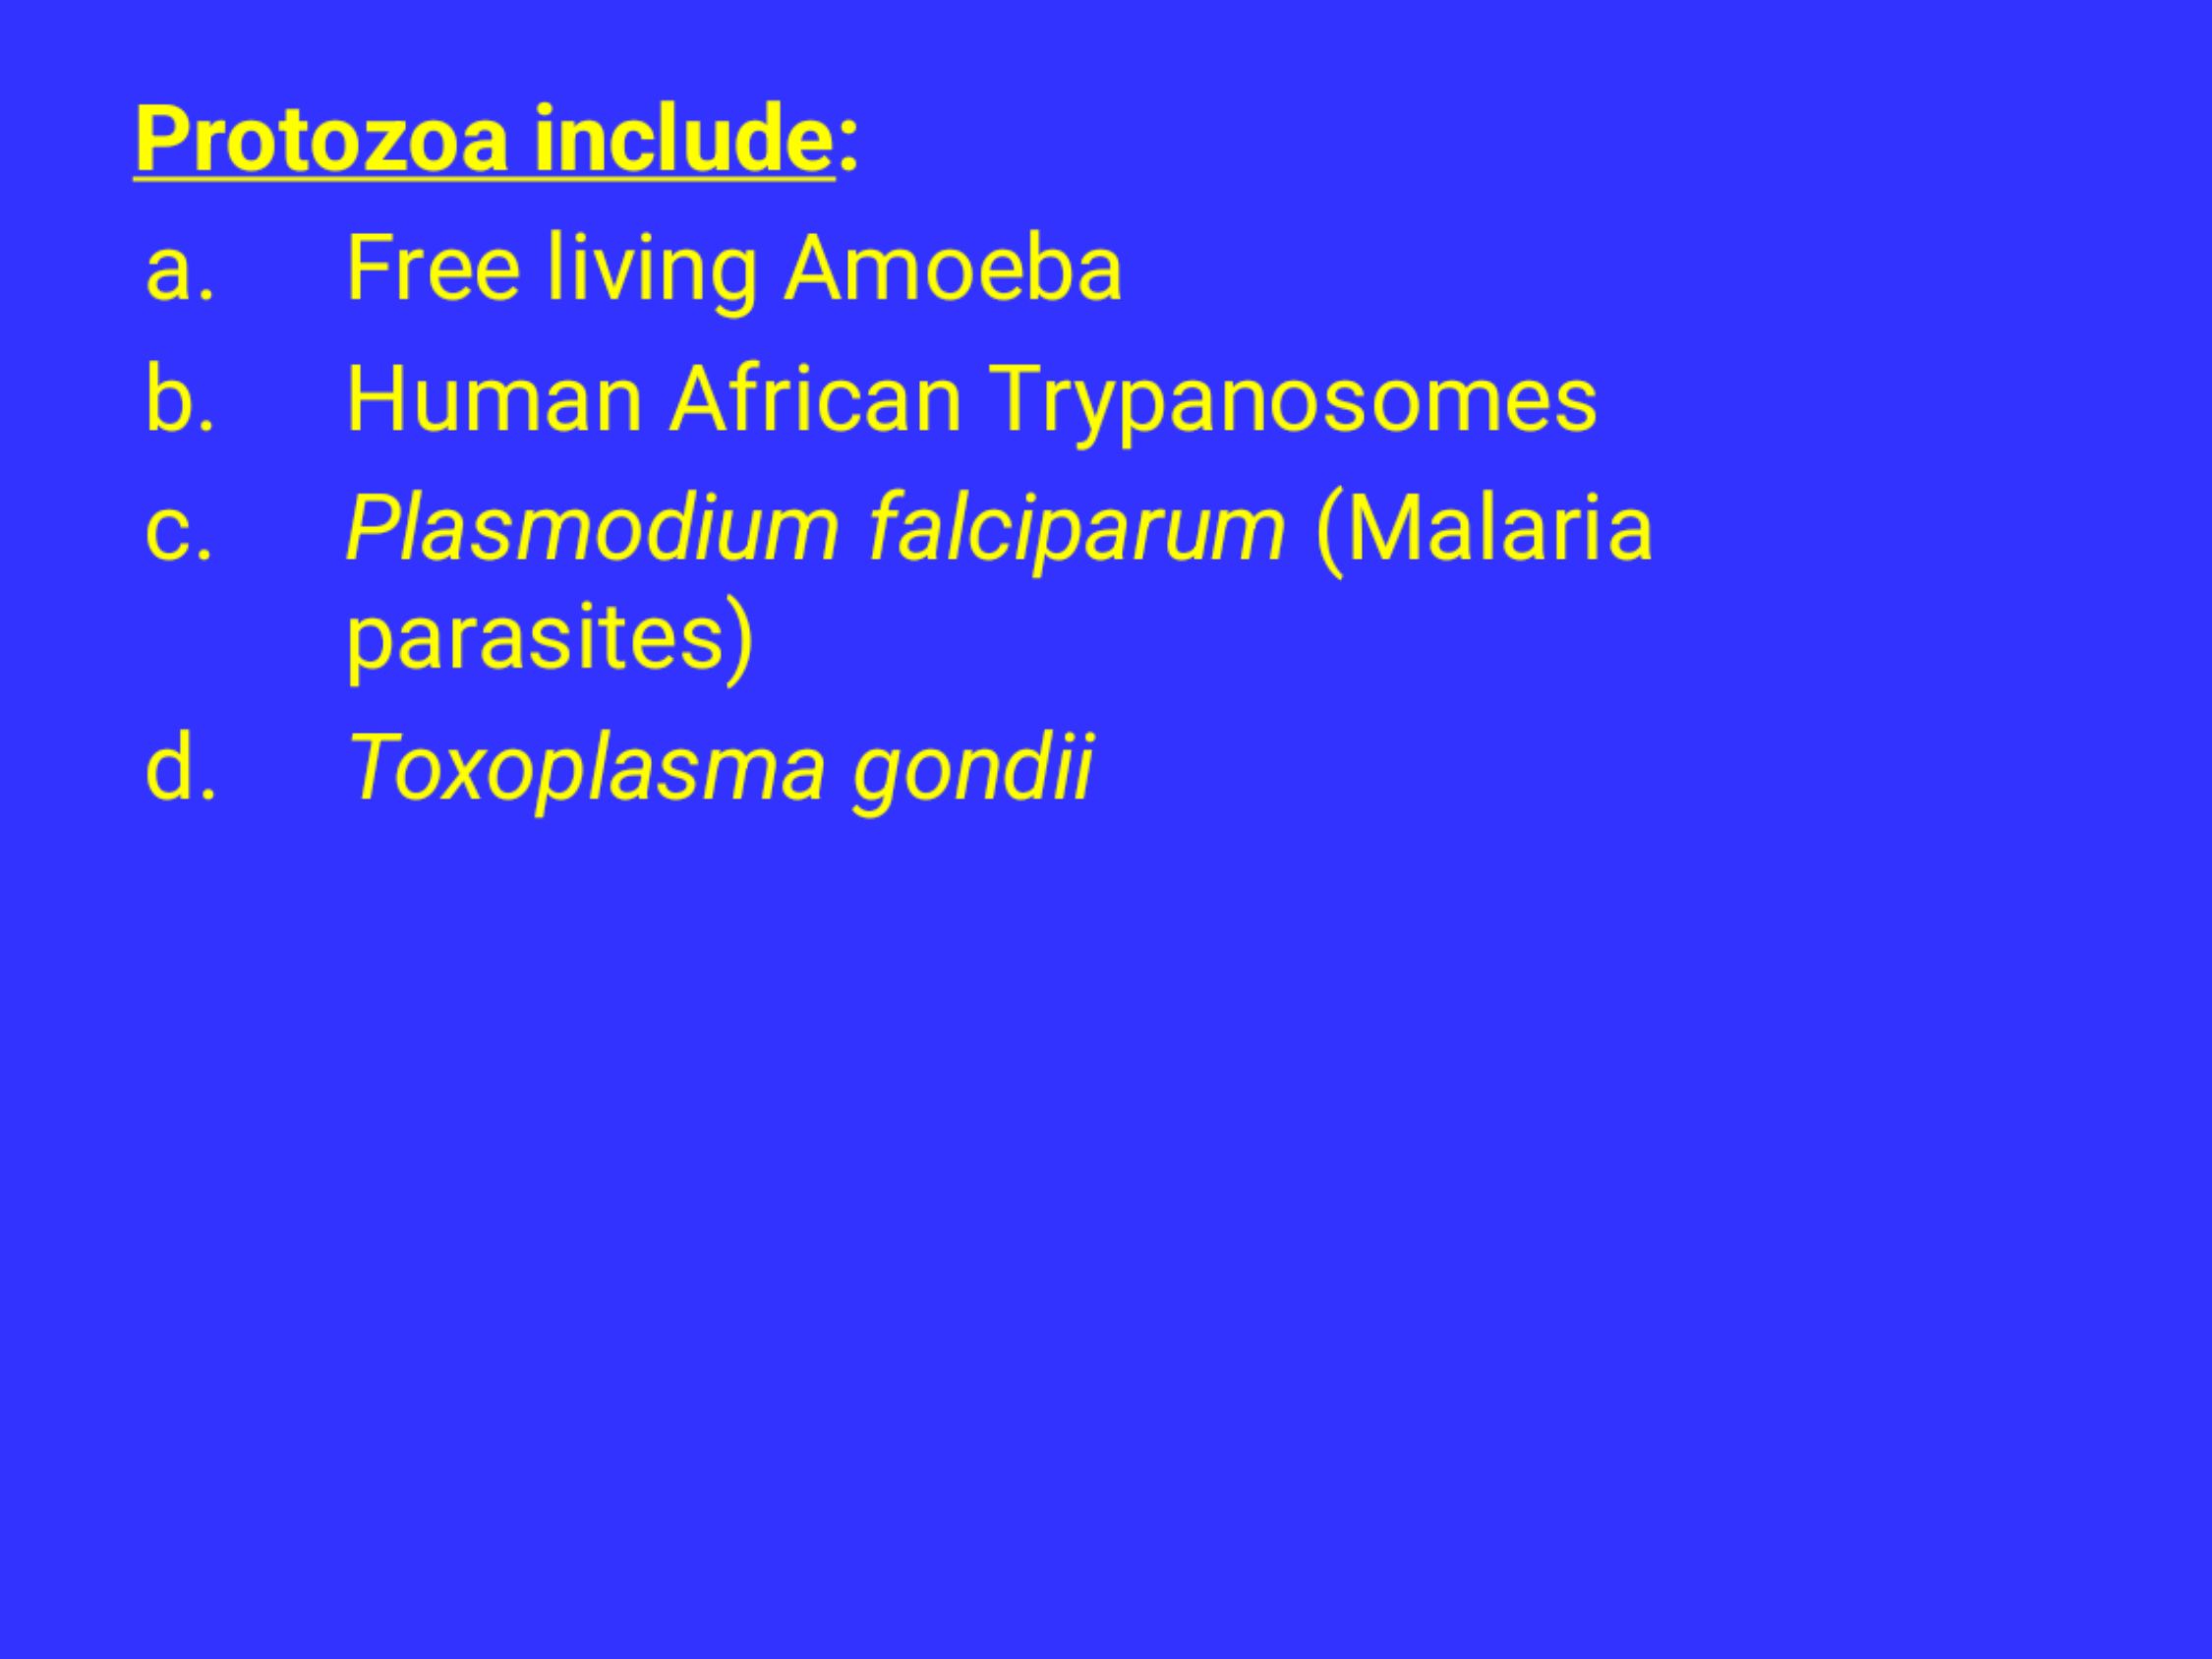 Protozoa include:
a. Free living Amoeba
b. Human African Trypanosomes
c. Plasmodium falciparum (Malaria
parasites)
d. Toxoplasma gondii